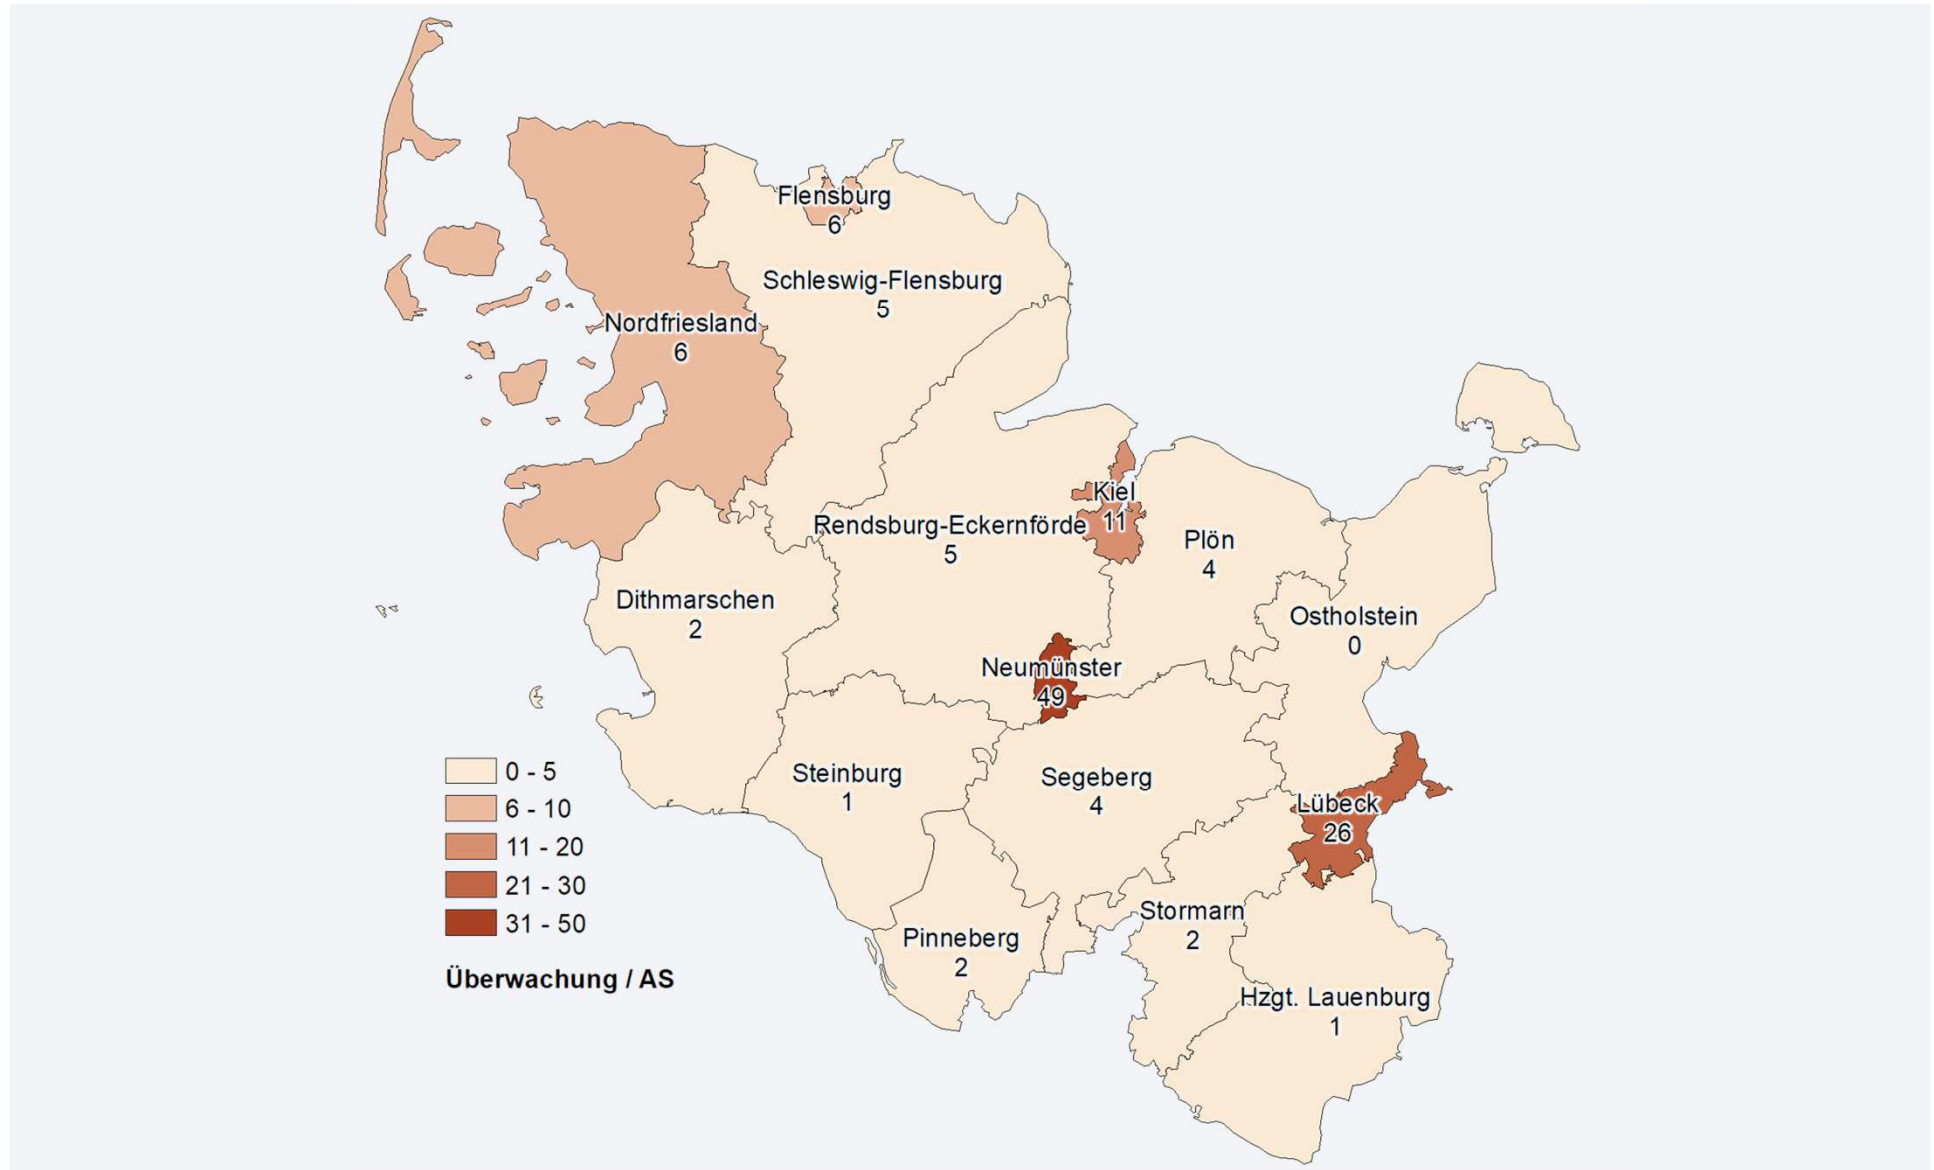 Flensburg
6
Schleswig-Flensburg
5
Nordfriesland
6
Kiel
11
Rendsburg-Eckernförde
5
Plön
4
Dithmarschen
2
Ostholstein
0
Neumünster
49
Steinburg
1
Segeberg
4
Lübeck
26
Stormarn
2
Pinneberg
2
Hzgt. Lauenburg
1
0 - 5
6 - 10
11 - 20
21 - 30
31 - 50
Überwachung / AS